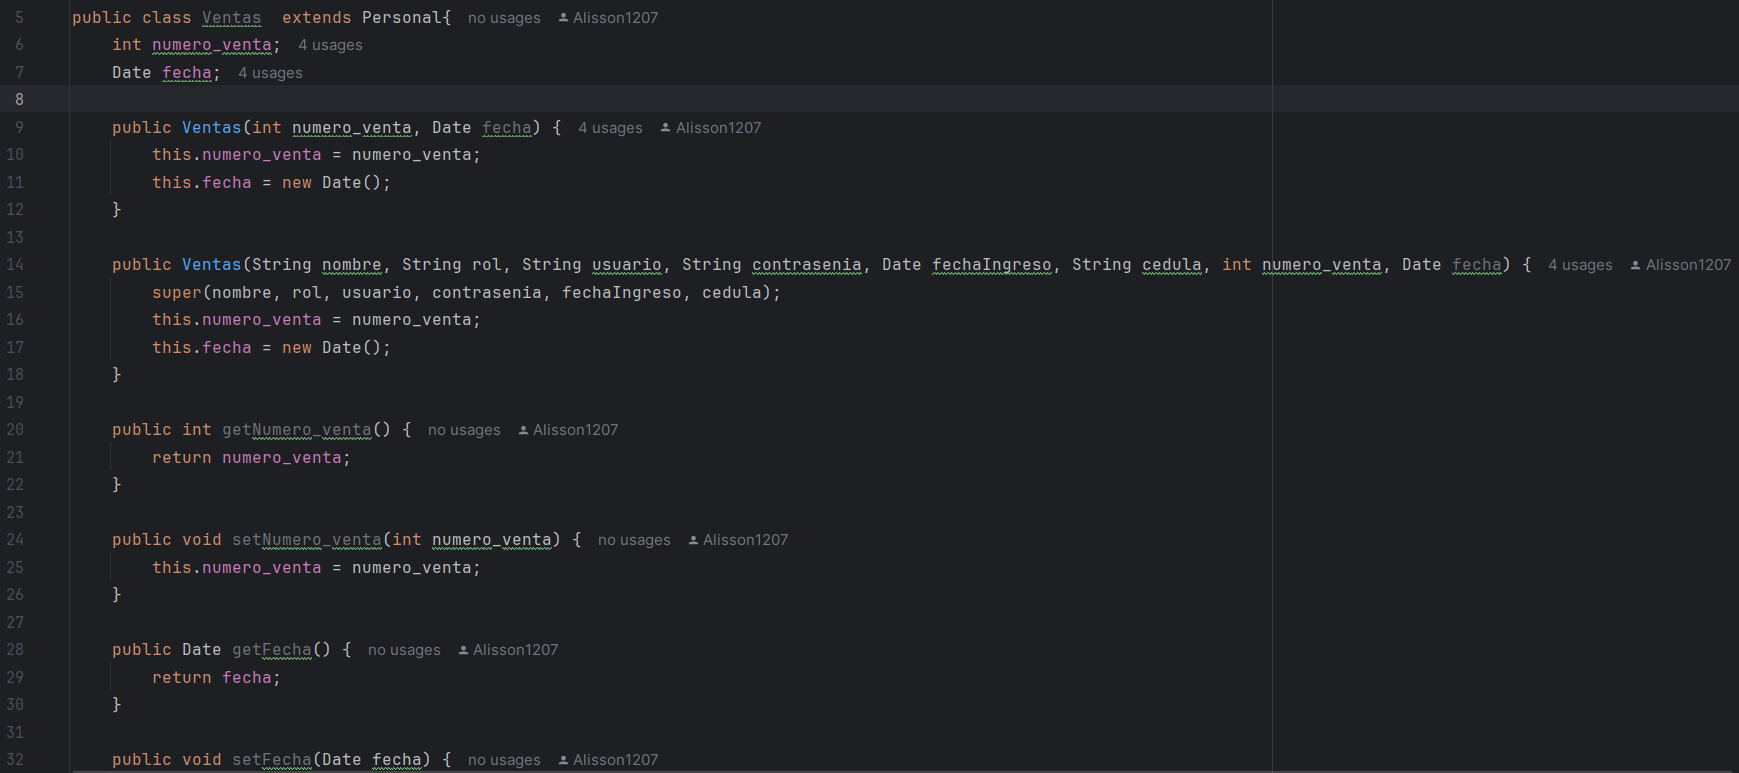 5 public class Ventas  extends Personal{ no usages Alisson1207
6 int numero_venta; 4 usages
7 Date fecha; 4 usages
8
9 public Ventas(int numero_venta, Date fecha) { 4 usages Alisson1207
10 this.numero_venta = numero_venta;
11 this.fecha = new Date();
12 }
13
14 public Ventas(String nombre, String rol, String usuario, String contrasenia, Date fechaIngreso, String cedula, int numero_venta, Date fecha) { 4 usages Alisson1207
15 super(nombre, rol, usuario, contrasenia, fechaIngreso, cedula);
16 this.numero_venta = numero_venta;
17 this.fecha = new Date();
18 }
19
20 public int getNumero_venta() { no usages Alisson1207
21 return numero_venta;
22 }
23
24 public void setNumero_venta(int numero_venta) { no usages Alisson1207
25 this.numero_venta = numero_venta;
26 }
27
28 public Date getFecha() { no usages Alisson1207
29 return fecha;
30 }
31
32 public void setFecha(Date fecha) { no usages Alisson1207